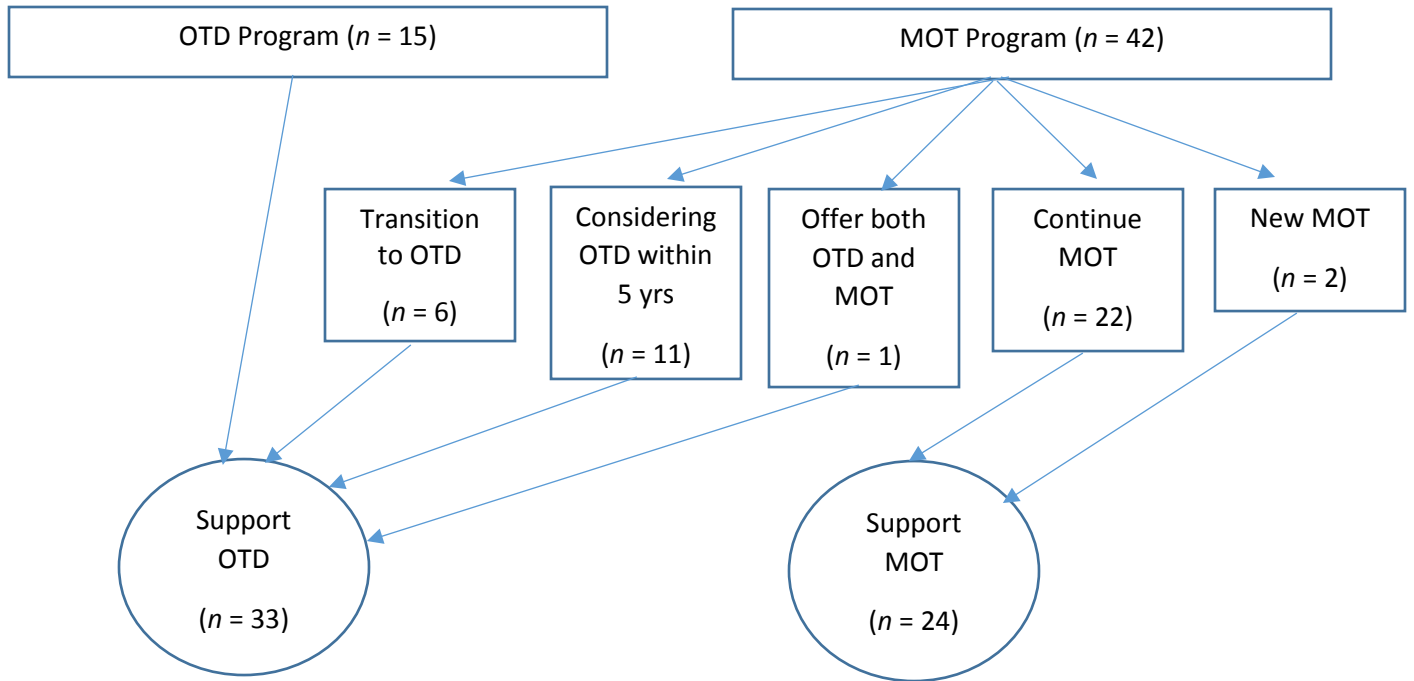 OTD Program (n = 15)
MOT Program (n = 42)
Transition
to OTD
(n = 6)
Considering
OTD within
5 yrs
(n = 11)
Offer both
OTD and
MOT
(n = 1)
Continue
MOT
(n = 22)
New MOT
(n = 2)
Support
OTD
(n = 33)
Support
MOT
(n = 24)